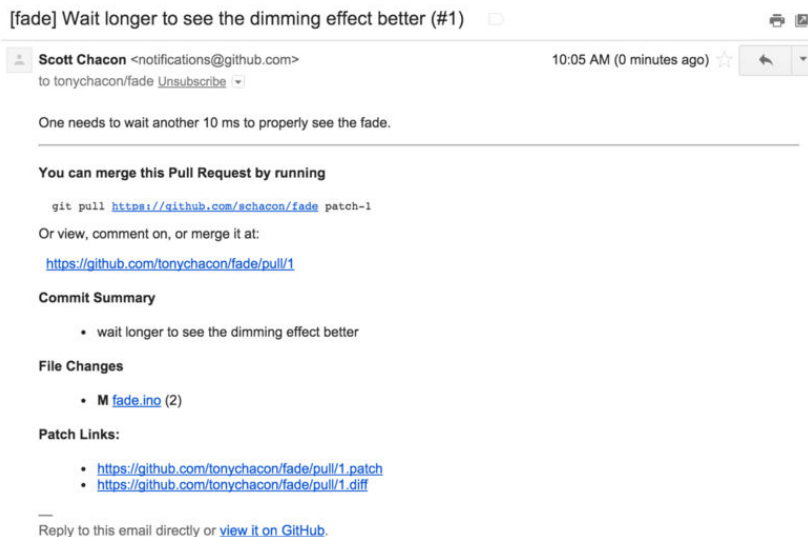 [fade] Wait longer to see the dimming effect better (#1)
Scott Chacon <notifications@github.com>
10:05 AM (0 minutes ago)
to tonychacon/fade Unsubscribe
One needs to wait another 10 ms to properly see the fade.
You can merge this Pull Request by running
git pull https://github.com/schacon/fade patch-1
Or view, comment on, or merge it at:
https://github.com/tonychacon/fade/pull/1
Commit Summary
• wait longer to see the dimming effect better
File Changes
• M fade.ino (2)
Patch Links:
• https://github.com/tonychacon/fade/pull/1.patch
• https://github.com/tonychacon/fade/pull/1.diff
—
Reply to this email directly or view it on GitHub.